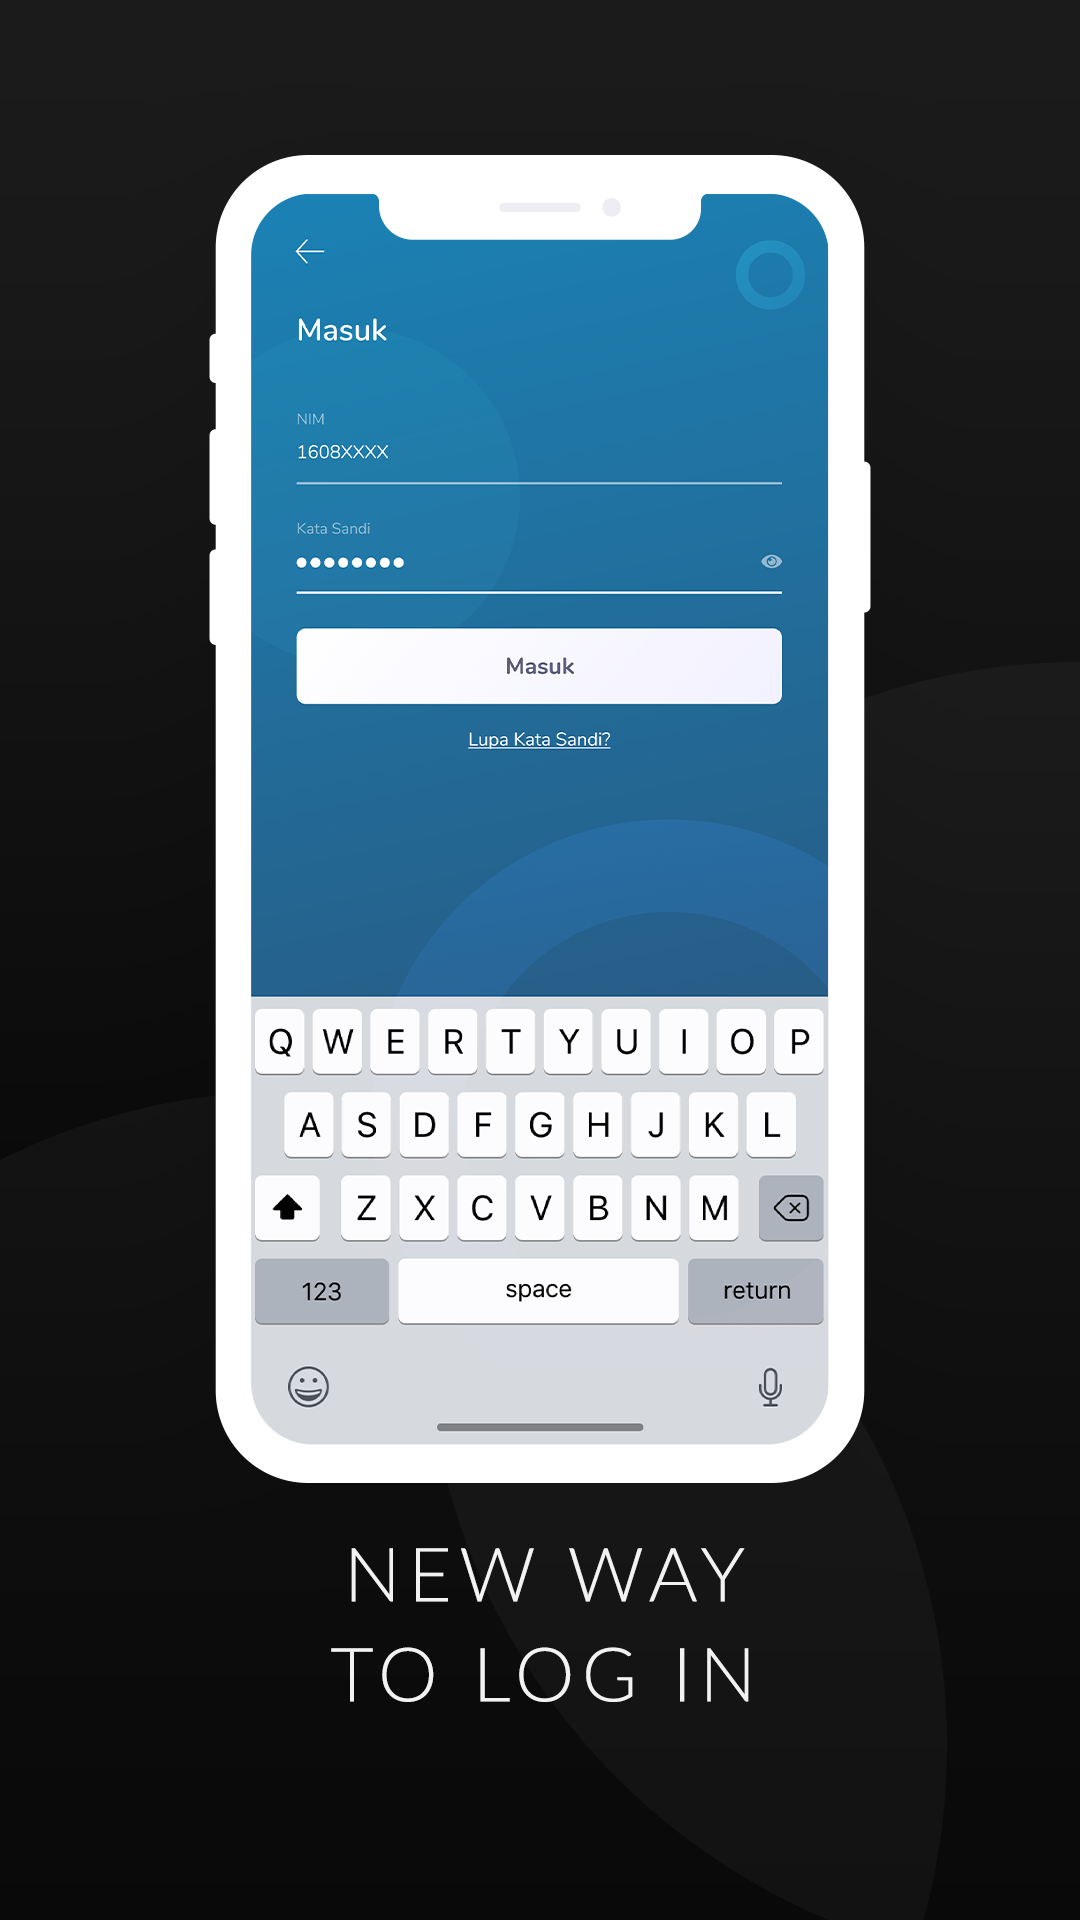 Masuk
NIM
1608XXXX
Kata Sandi
Masuk
Lupa Kata Sandi?
Q W E R T Y U I O P
A S D F G H J K L
Z X C V B N M
123 space return
NEW WAY
TO LOG IN